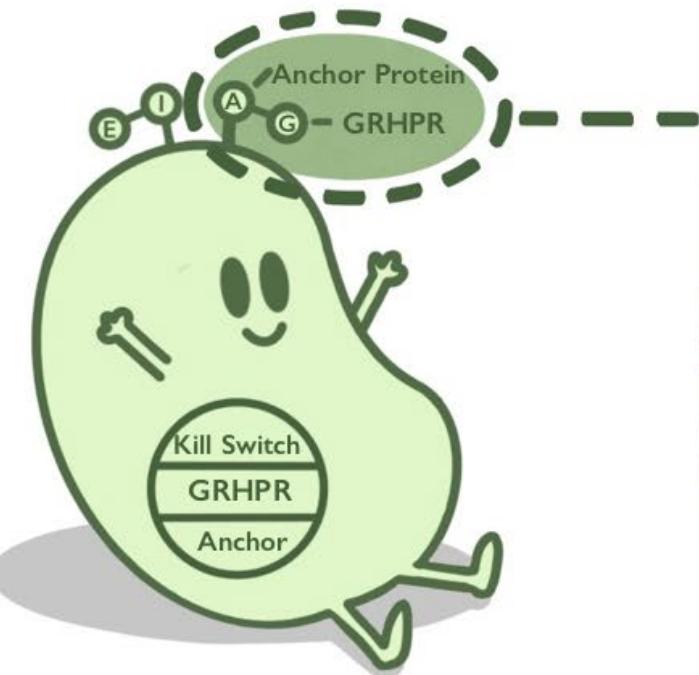 Anchor Protein
E I A
G GRHPR
Kill Switch
GRHPR
Anchor